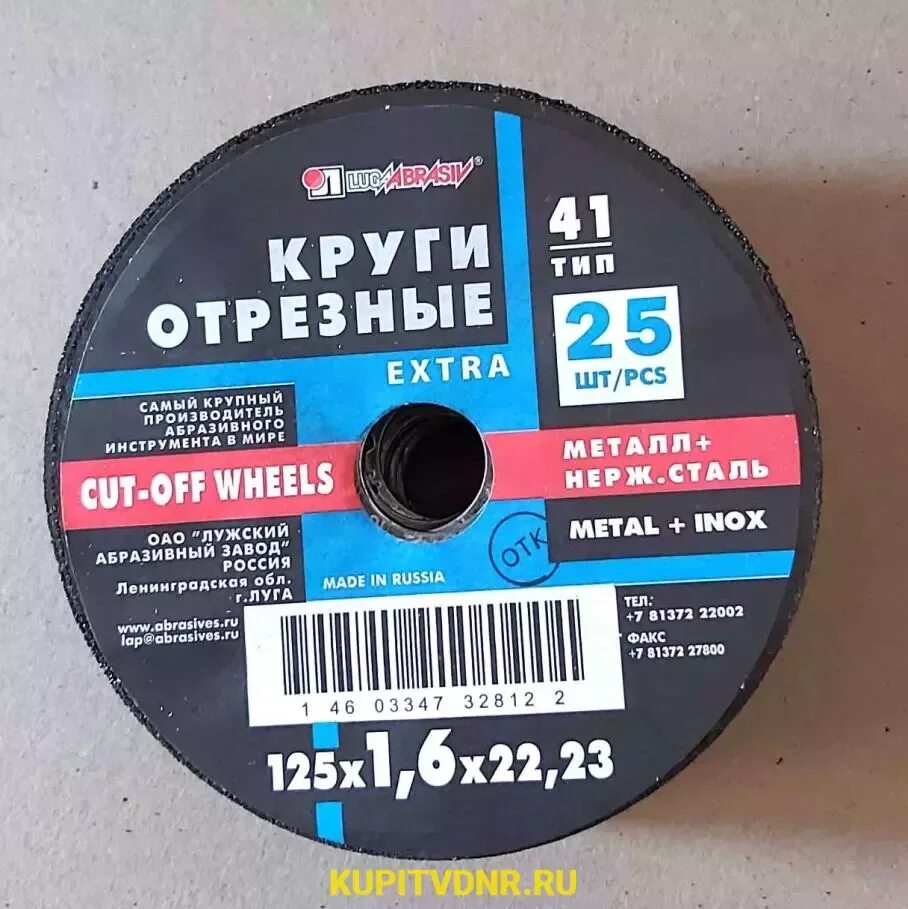 LUGAABRASIV®
КРУГИ
ОТРЕЗНЫЕ
EXTRA
41
ТИП
25
ШТ/PCS
САМЫЙ КРУПНЫЙ
ПРОИЗВОДИТЕЛЬ
АБРАЗИВНОГО
ИНСТРУМЕНТА В МИРЕ
CUT-OFF WHEELS
МЕТАЛЛ+
НЕРЖ.СТАЛЬ
METAL + INOX
ОТК
ОАО "ЛУЖСКИЙ
АБРАЗИВНЫЙ ЗАВОД"
РОССИЯ
Ленинградская обл.
г.ЛУГА
www.abrasives.ru
lap@abrasives.ru
MADE IN RUSSIA
ТЕЛ:
+7 81372 22002
ФАКС
+7 81372 27800
1 46 03347 32812 2
125x1,6x22,23
KUPITVDNR.RU